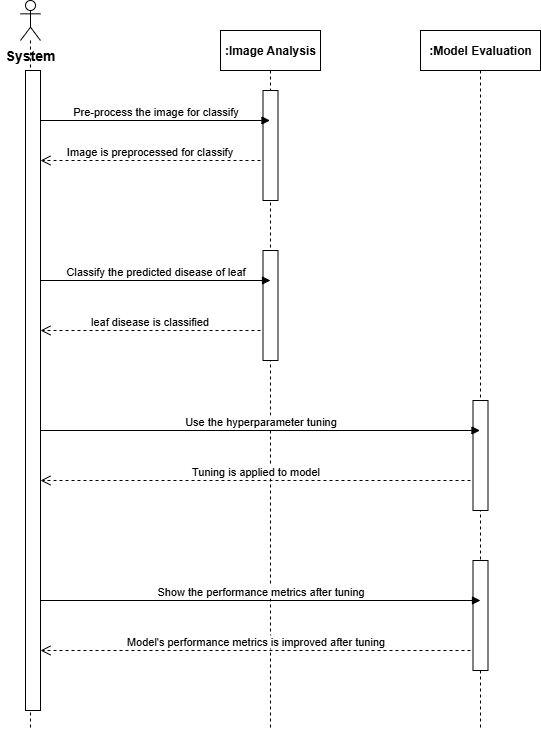 System
:Image Analysis
:Model Evaluation
Pre-process the image for classify
Image is preprocessed for classify
Classify the predicted disease of leaf
leaf disease is classified
Use the hyperparameter tuning
Tuning is applied to model
Show the performance metrics after tuning
Model's performance metrics is improved after tuning